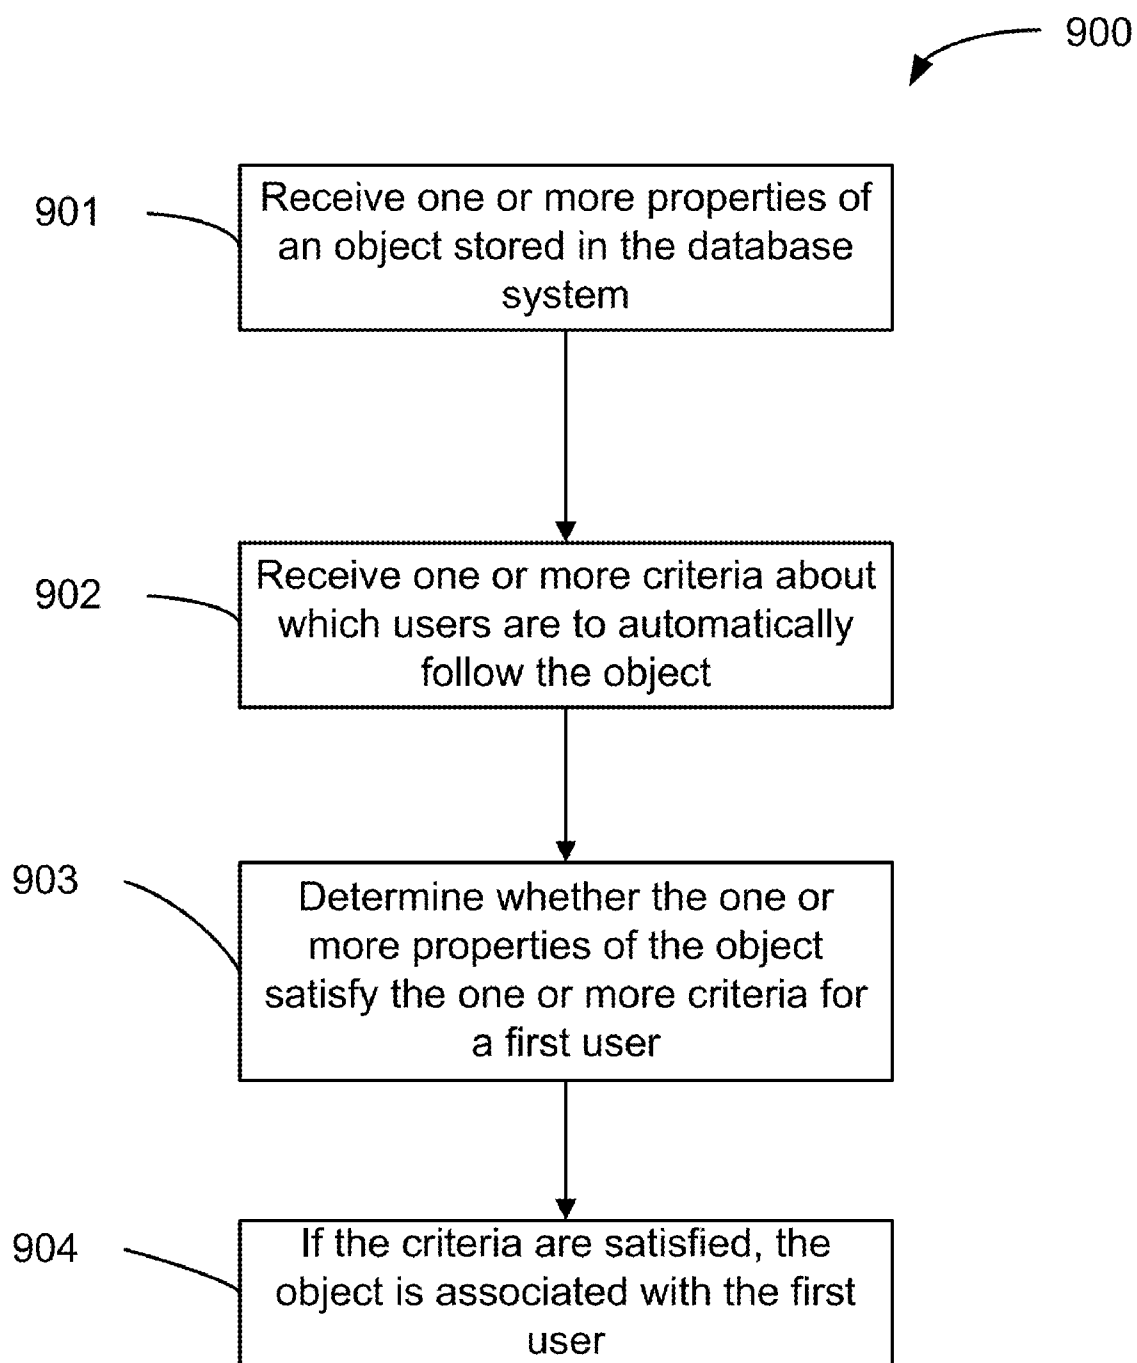 900
901
Receive one or more properties of
an object stored in the database
system
902
Receive one or more criteria about
which users are to automatically
follow the object
903
Determine whether the one or
more properties of the object
satisfy the one or more criteria for
a first user
904
If the criteria are satisfied, the
object is associated with the first
user